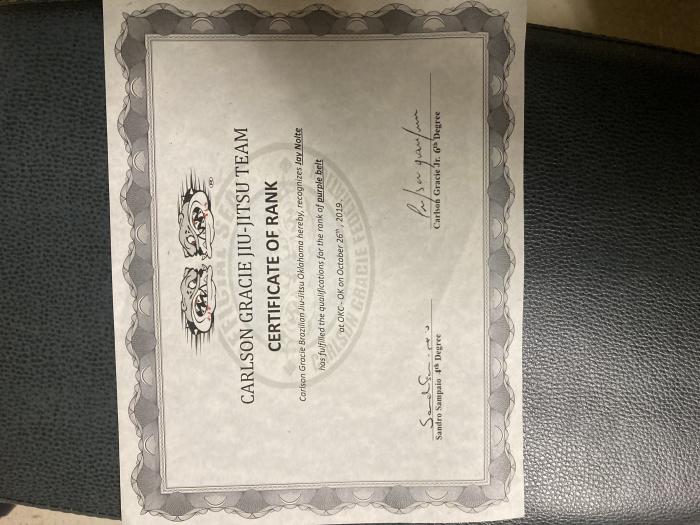 CARLSON GRACIE JIU-JITSU TEAM
CERTIFICATE OF RANK
Carlson Gracie Brazilian Jiu-Jitsu Oklahoma hereby, recognizes Jay Nolte
has fulfilled the qualifications for the rank of purple belt
at OKC - OK on October 26th, 2019.
Sandro Sampaio 4th Degree
Carlson Gracie Jr. 6th Degree